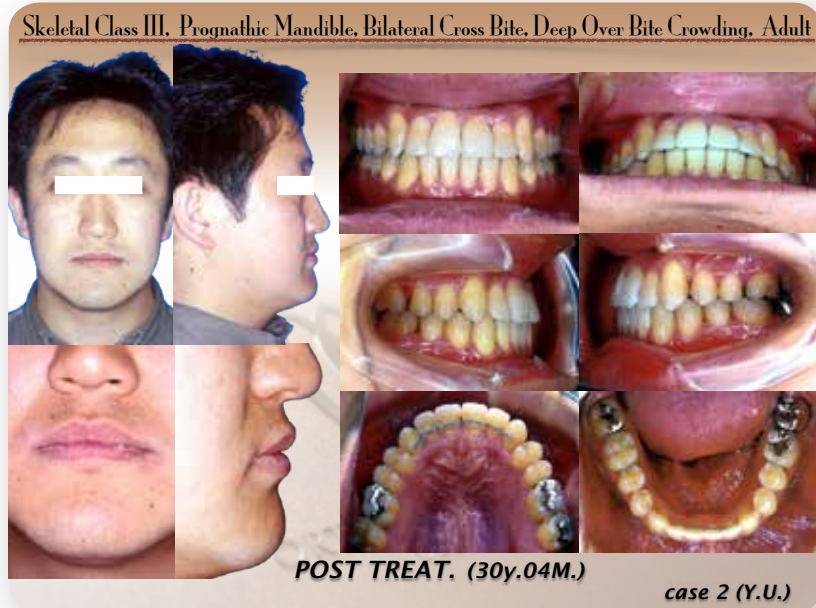 Skeletal Class III, Prognathic Mandible, Bilateral Cross Bite, Deep Over Bite Crowding, Adult
POST TREAT. (30y.04M.)
case 2 (Y.U.)